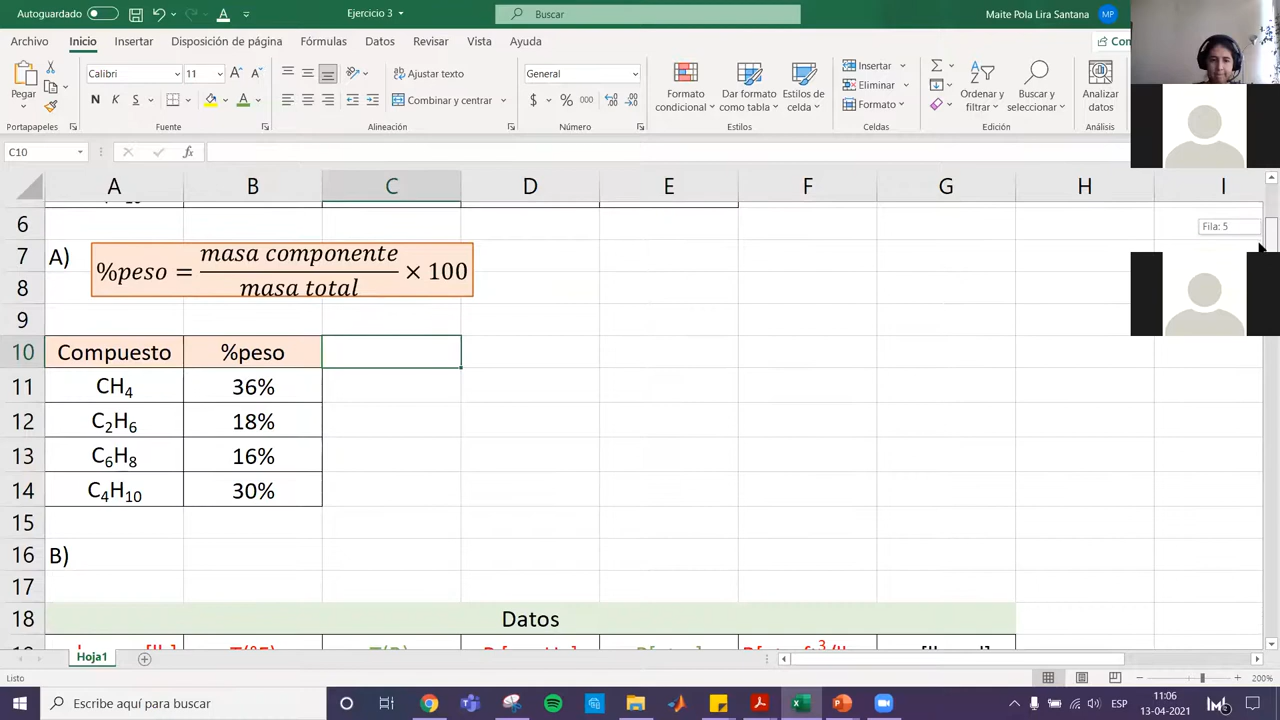 Autoguardado
Ejercicio 3
Buscar
Maite Pola Lira Santana
MP
Archivo Inicio Insertar Disposición de página Fórmulas Datos Revisar Vista Ayuda
Pegar
Calibri 11
N K S
Ajustar texto
Combinar y centrar
General
$ % 000
Formato condicional
Dar formato como tabla
Estilos de celda
Insertar
Eliminar
Formato
Ordenar y filtrar
Buscar y seleccionar
Analizar datos
Portapapeles Fuente Alineación Número Estilos Celdas Edición Análisis
C10 fx
A B C D E F G H I
6
Fila: 5
7 A) %peso = masa componente / masa total × 100
8
9
10 Compuesto %peso
11 CH4 36%
12 C2H6 18%
13 C6H8 16%
14 C4H10 30%
15
16 B)
17
18 Datos
Hoja1
Listo
200%
Escribe aquí para buscar
ESP
11:06
13-04-2021